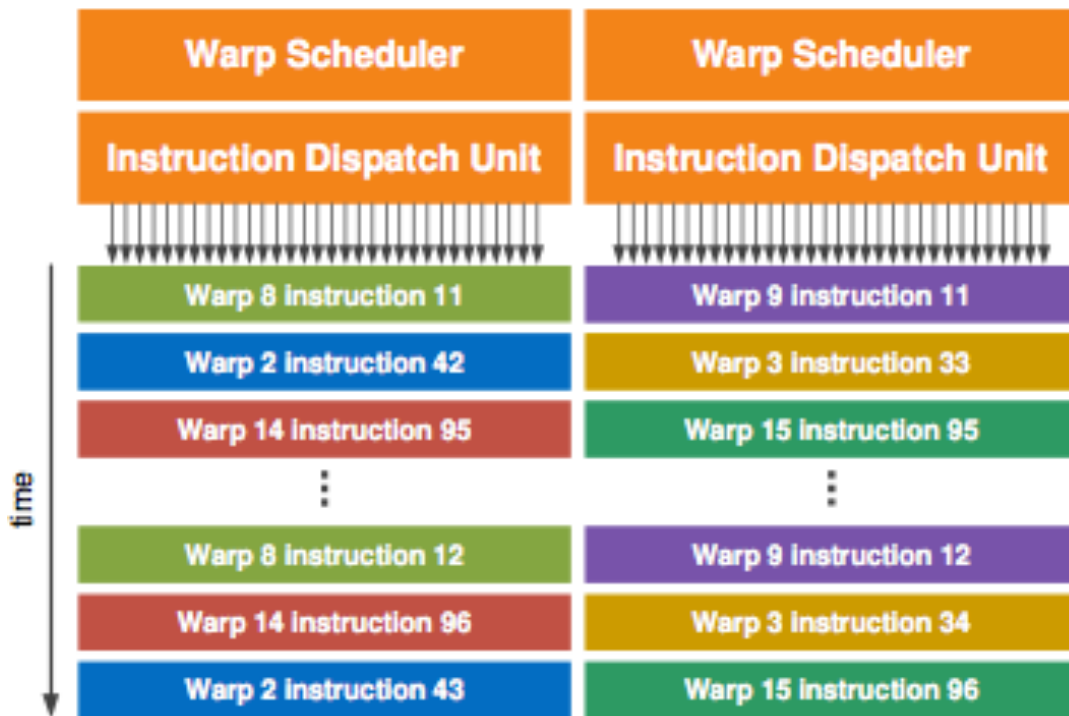 Warp Scheduler
Warp Scheduler
Instruction Dispatch Unit
Instruction Dispatch Unit
Warp 8 instruction 11
Warp 9 instruction 11
Warp 2 instruction 42
Warp 3 instruction 33
Warp 14 instruction 95
Warp 15 instruction 95
time
Warp 8 instruction 12
Warp 9 instruction 12
Warp 14 instruction 96
Warp 3 instruction 34
Warp 2 instruction 43
Warp 15 instruction 96